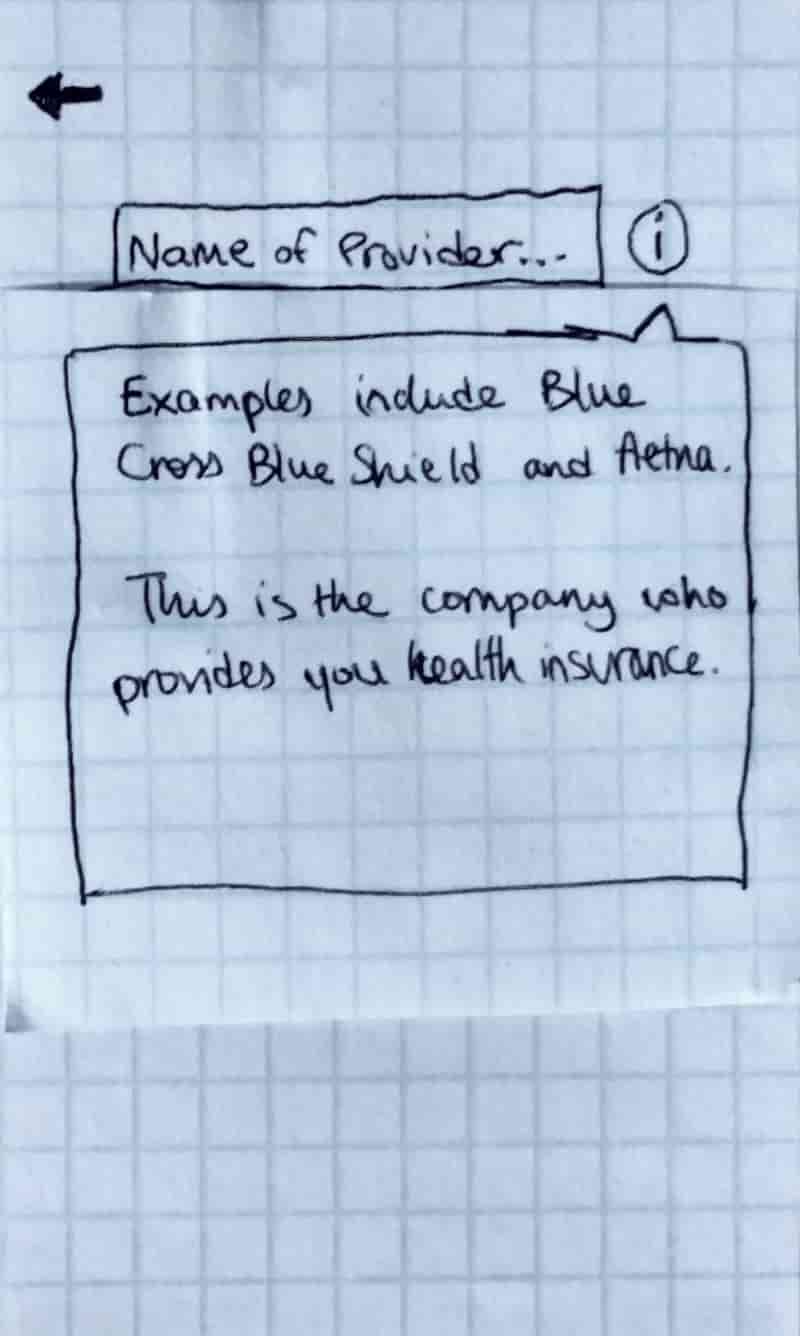 Name of Provider...
i
Examples include Blue
Cross Blue Shield and Aetna.
This is the company who
provides you health insurance.